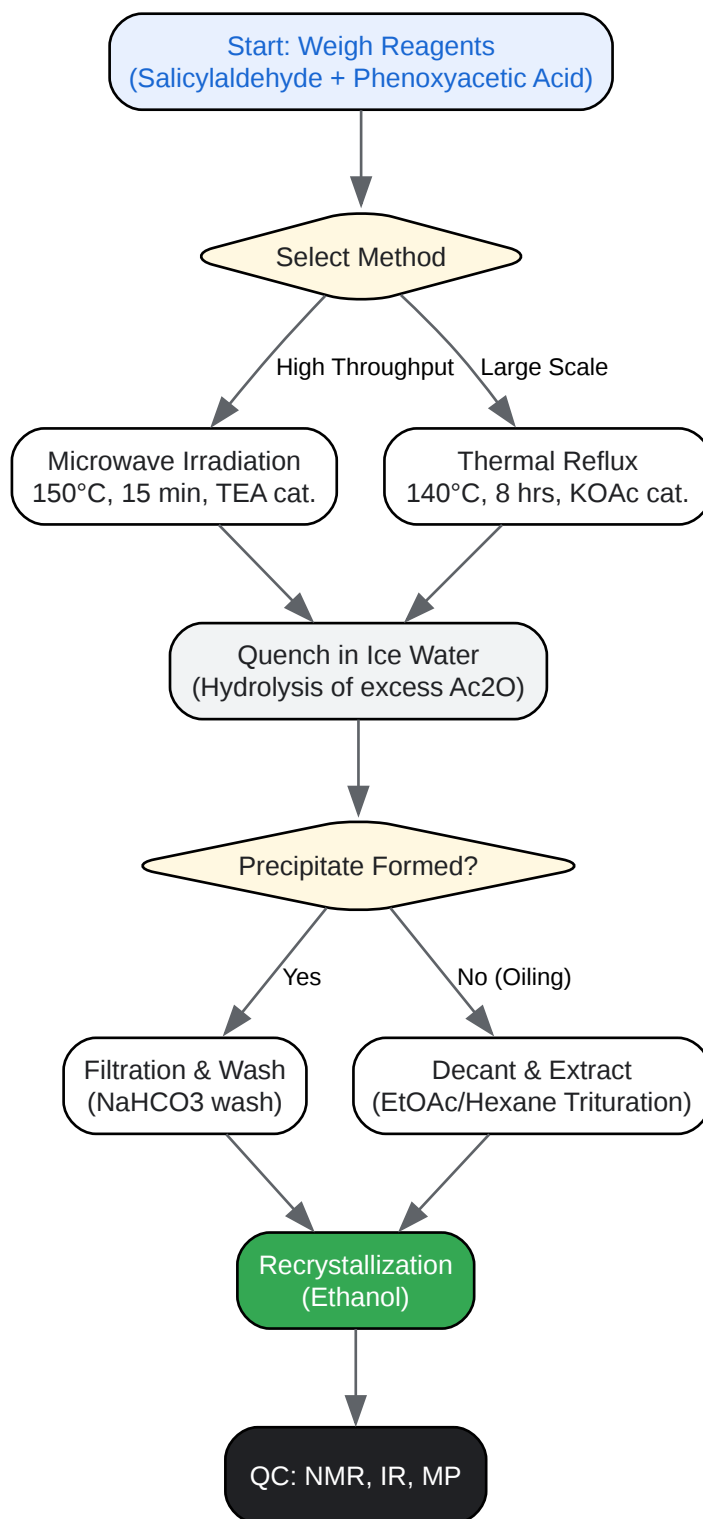 Start: Weigh Reagents
(Salicylaldehyde + Phenoxyacetic Acid)
Select Method
High Throughput
Large Scale
Microwave Irradiation
150°C, 15 min, TEA cat.
Thermal Reflux
140°C, 8 hrs, KOAc cat.
Quench in Ice Water
(Hydrolysis of excess Ac2O)
Precipitate Formed?
Yes
No (Oiling)
Filtration & Wash
(NaHCO3 wash)
Decant & Extract
(EtOAc/Hexane Trituration)
Recrystallization
(Ethanol)
QC: NMR, IR, MP